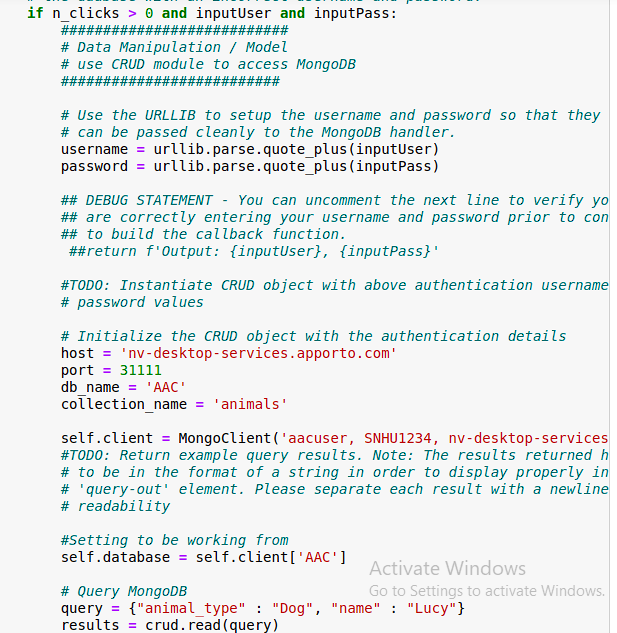 if n_clicks > 0 and inputUser and inputPass:
###########################
# Data Manipulation / Model
# use CRUD module to access MongoDB
##########################
# Use the URLLIB to setup the username and password so that they
# can be passed cleanly to the MongoDB handler.
username = urllib.parse.quote_plus(inputUser)
password = urllib.parse.quote_plus(inputPass)
## DEBUG STATEMENT - You can uncomment the next line to verify yo
## are correctly entering your username and password prior to con
## to build the callback function.
##return f'Output: {inputUser}, {inputPass}'
#TODO: Instantiate CRUD object with above authentication username
# password values
# Initialize the CRUD object with the authentication details
host = 'nv-desktop-services.apporto.com'
port = 31111
db_name = 'AAC'
collection_name = 'animals'
self.client = MongoClient('aacuser, SNHU1234, nv-desktop-services
#TODO: Return example query results. Note: The results returned h
# to be in the format of a string in order to display properly in
# 'query-out' element. Please separate each result with a newline
# readability
#Setting to be working from
self.database = self.client['AAC']
Activate Windows
Go to Settings to activate Windows.
# Query MongoDB
query = {"animal_type" : "Dog", "name" : "Lucy"}
results = crud.read(query)